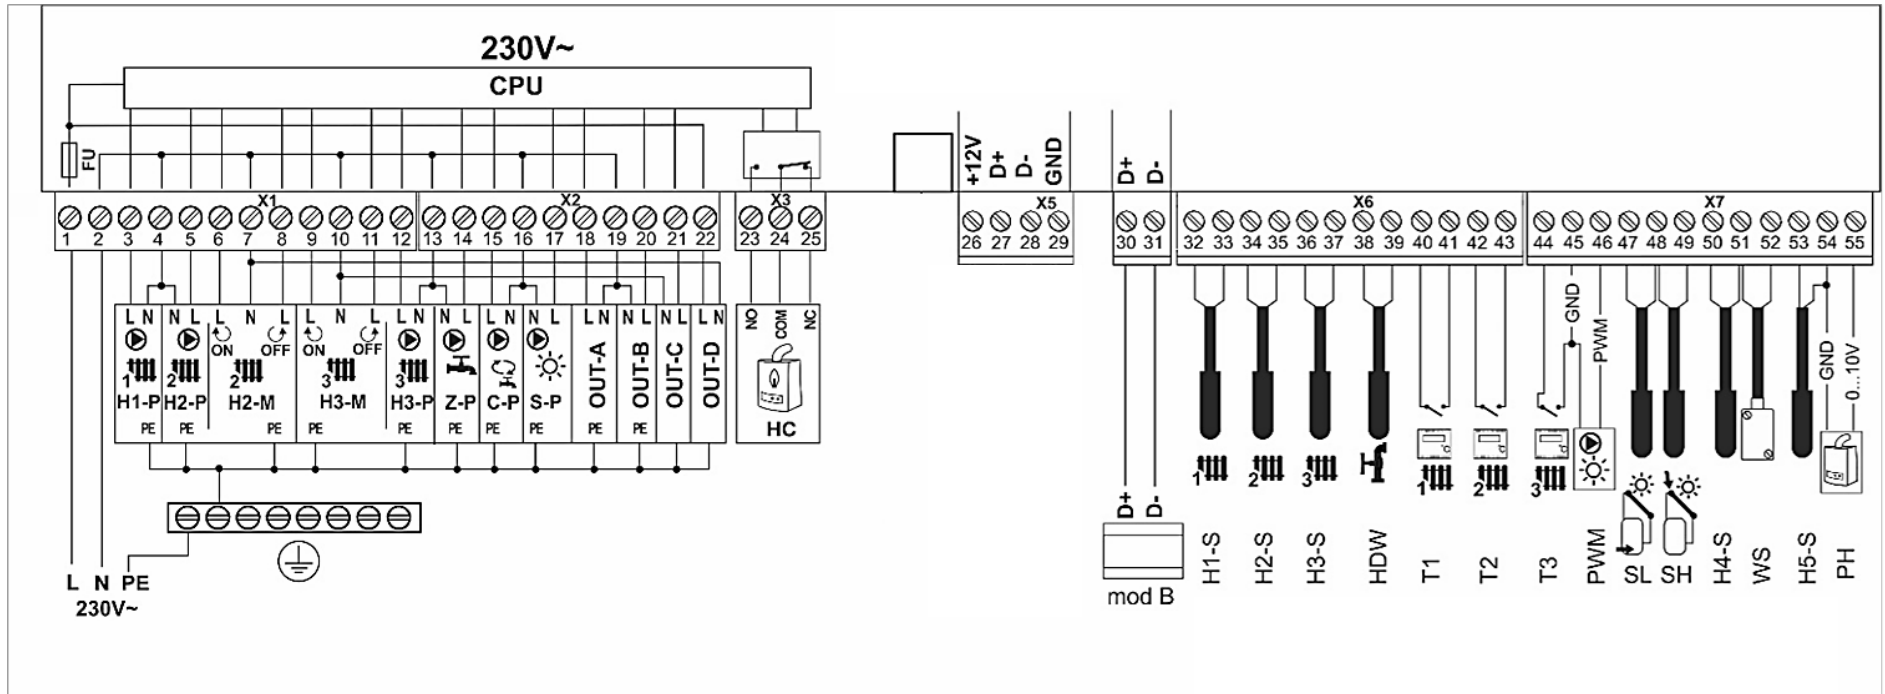 230V~
CPU
FU
+12V D+ D- GND D+ D-
X1 X2 X3 X5 X6 X7
1 2 3 4 5 6 7 8 9 10 11 12 13 14 15 16 17 18 19 20 21 22 23 24 25 26 27 28 29 30 31 32 33 34 35 36 37 38 39 40 41 42 43 44 45 46 47 48 49 50 51 52 53 54 55
L N N L L N L L N L L N N L L N N L L N N L N L L N
NO COM NC
GND PWM GND 0...10V
ON OFF ON OFF
1 2 2 3 3
H1-P H2-P H2-M H3-M H3-P Z-P C-P S-P OUT-A OUT-B OUT-C OUT-D
PE PE PE PE PE PE PE PE PE PE
HC
1 2 3 1 2 3
D+ D-
H1-S H2-S H3-S HDW T1 T2 T3 PWM SL SH H4-S WS H5-S PH
L N PE
230V~
mod B